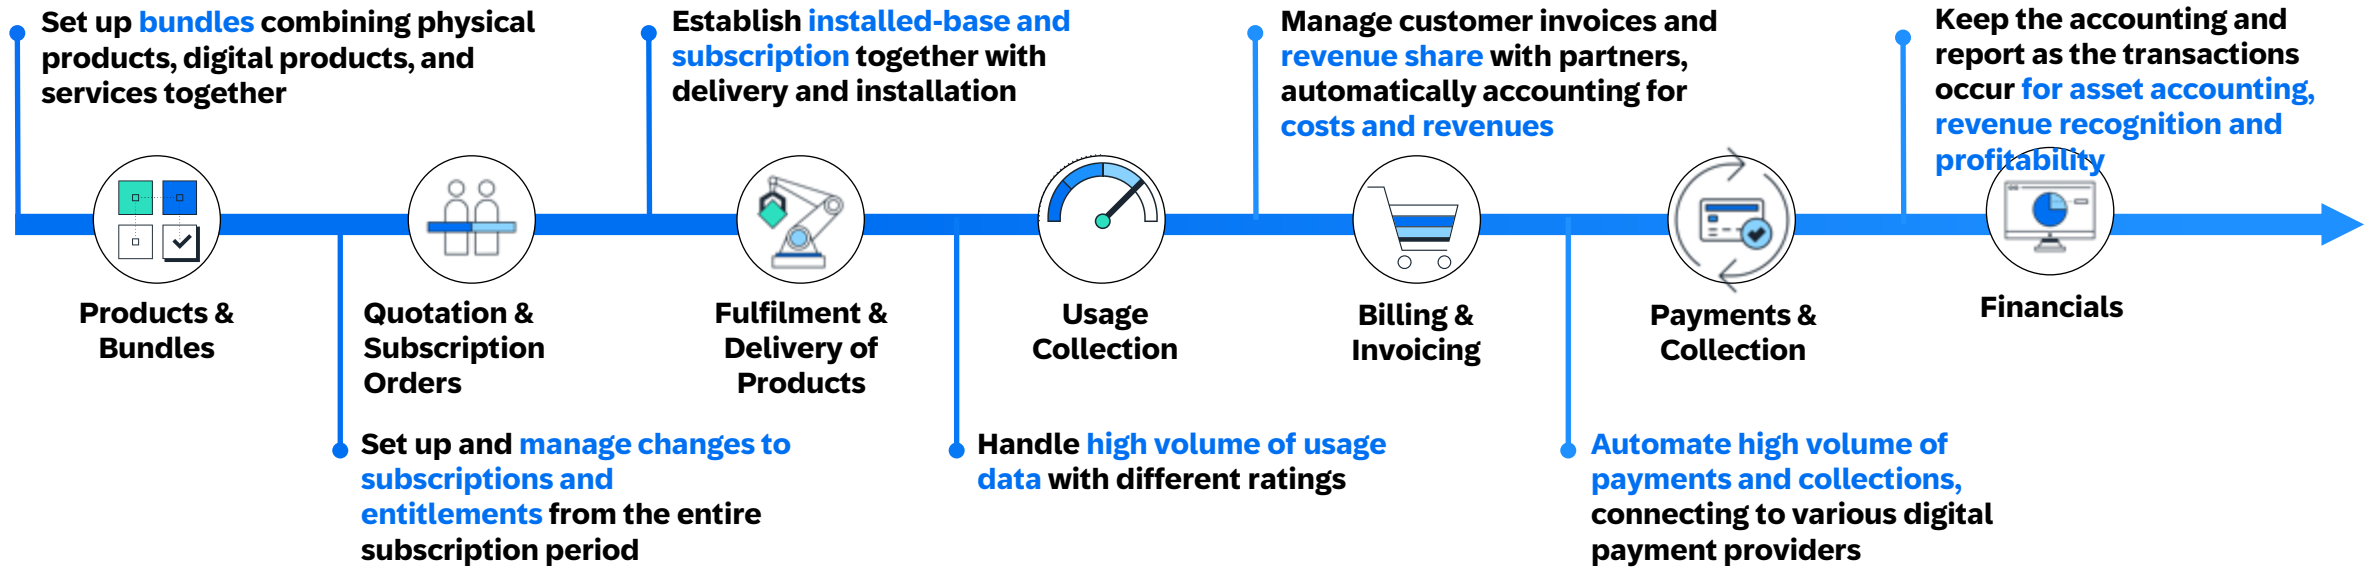 Set up bundles combining physical
products, digital products, and
services together
Establish installed-base and
subscription together with
delivery and installation
Manage customer invoices and
revenue share with partners,
automatically accounting for
costs and revenues
Keep the accounting and
report as the transactions
occur for asset accounting,
revenue recognition and
profitability
Products &
Bundles
Quotation &
Subscription
Orders
Fulfilment &
Delivery of
Products
Usage
Collection
Billing &
Invoicing
Payments &
Collection
Financials
Set up and manage changes to
subscriptions and
entitlements from the entire
subscription period
Handle high volume of usage
data with different ratings
Automate high volume of
payments and collections,
connecting to various digital
payment providers